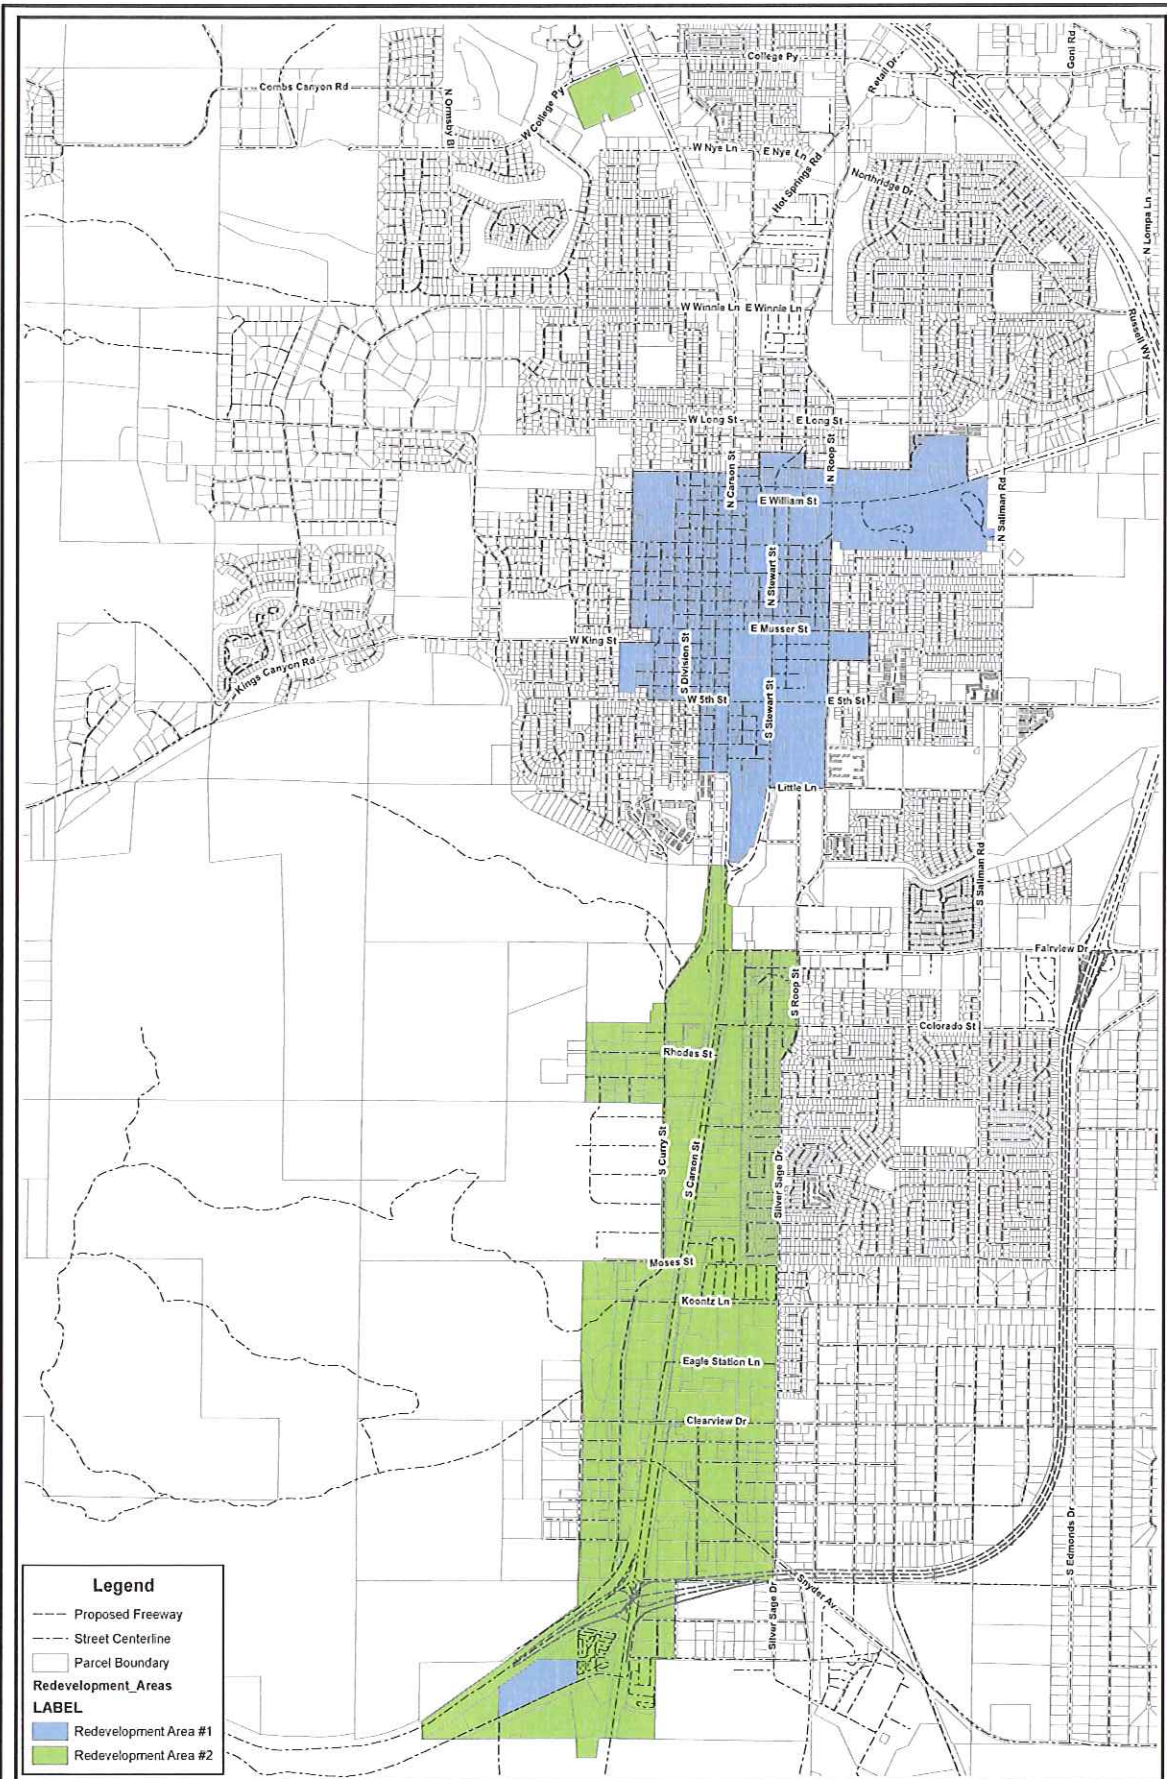 College Py
Goni Rd
Retail Dr
Combs Canyon Rd
N Ormsby Bl
W College Py
W Nye Ln
E Nye Ln
Hot Springs Rd
Northridge Dr
N Lompa Ln
W Winnie Ln
E Winnie Ln
Russell Wy
W Long St
E Long St
N Carson St
N Roop St
E William St
N Saliman Rd
N Stewart St
E Musser St
W King St
S Division St
Kings Canyon Rd
W 5th St
S Stewart St
E 5th St
Little Ln
S Saliman Rd
Fairview Dr
S Roop St
Colorado St
Rhodes St
S Curry St
S Carson St
Silver Sage Dr
Moses St
Koontz Ln
Eagle Station Ln
Clearview Dr
S Edmonds Dr
Snyder Av
Silver Sage Dr
Legend
Proposed Freeway
Street Centerline
Parcel Boundary
Redevelopment_Areas
LABEL
Redevelopment Area #1
Redevelopment Area #2